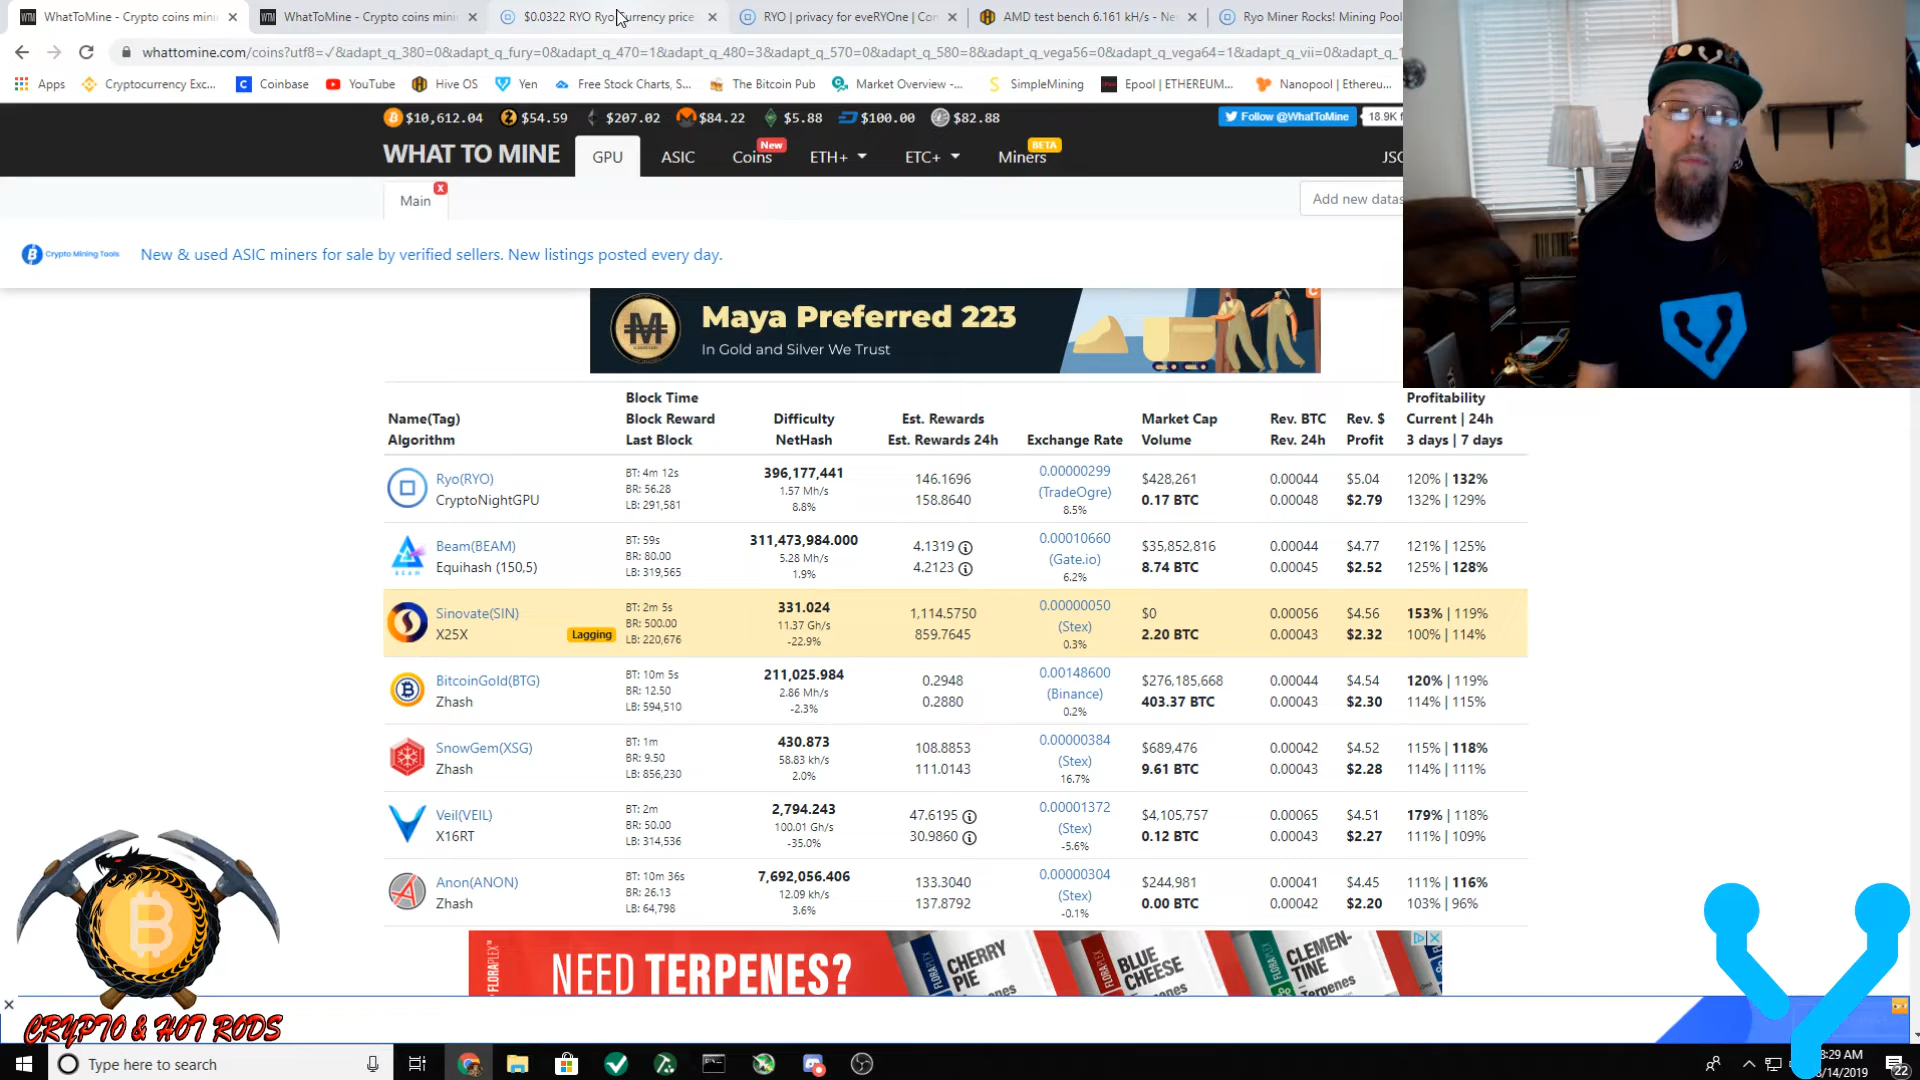 WhatToMine - Crypto coins mini
WhatToMine - Crypto coins mini
$0.0322 RYO Ryo Currency price
RYO | privacy for eveRYOne | Con
AMD test bench 6.161 kH/s - Ne
Ryo Miner Rocks! Mining Pool
whattomine.com/coins?utf8=✓&adapt_q_380=0&adapt_q_fury=0&adapt_q_470=1&adapt_q_480=3&adapt_q_570=0&adapt_q_580=8&adapt_q_vega56=0&adapt_q_vega64=1&adapt_q_vii=0&adapt_q_1
Apps Cryptocurrency Exc... Coinbase YouTube Hive OS Yen Free Stock Charts, S... The Bitcoin Pub Market Overview -... SimpleMining Epool | ETHEREUM... Nanopool | Ethereu...
$10,612.04 $54.59 $207.02 $84.22 $5.88 $100.00 $82.88
Follow @WhatToMine 18.9K f
WHAT TO MINE GPU ASIC Coins New ETH+ ETC+ Miners BETA JSO
Main x Add new datas
Crypto Mining Tools New & used ASIC miners for sale by verified sellers. New listings posted every day.
Maya Preferred 223
In Gold and Silver We Trust
Name(Tag)
Algorithm
Block Time
Block Reward
Last Block
Difficulty
NetHash
Est. Rewards
Est. Rewards 24h
Exchange Rate
Market Cap
Volume
Rev. BTC
Rev. 24h
Rev. $
Profit
Profitability
Current | 24h
3 days | 7 days
Ryo(RYO)
CryptoNightGPU
BT: 4m 12s
BR: 56.28
LB: 291,581
396,177,441
1.57 Mh/s
8.8%
146.1696
158.8640
0.00000299
(TradeOgre)
8.5%
$428,261
0.17 BTC
0.00044
0.00048
$5.04
$2.79
120% | 132%
132% | 129%
Beam(BEAM)
Equihash (150,5)
BT: 59s
BR: 80.00
LB: 319,565
311,473,984.000
5.28 Mh/s
1.9%
4.1319
4.2123
0.00010660
(Gate.io)
6.2%
$35,852,816
8.74 BTC
0.00044
0.00045
$4.77
$2.52
121% | 125%
125% | 128%
Sinovate(SIN)
X25X
Lagging
BT: 2m 5s
BR: 500.00
LB: 220,676
331.024
11.37 Gh/s
-22.9%
1,114.5750
859.7645
0.00000050
(Stex)
0.3%
$0
2.20 BTC
0.00056
0.00043
$4.56
$2.32
153% | 119%
100% | 114%
BitcoinGold(BTG)
Zhash
BT: 10m 5s
BR: 12.50
LB: 594,510
211,025.984
2.86 Mh/s
-2.3%
0.2948
0.2880
0.00148600
(Binance)
0.2%
$276,185,668
403.37 BTC
0.00044
0.00043
$4.54
$2.30
120% | 119%
114% | 115%
SnowGem(XSG)
Zhash
BT: 1m
BR: 9.50
LB: 856,230
430.873
58.83 kh/s
2.0%
108.8853
111.0143
0.00000384
(Stex)
16.7%
$689,476
9.61 BTC
0.00042
0.00043
$4.52
$2.28
115% | 118%
114% | 111%
Veil(VEIL)
X16RT
BT: 2m
BR: 50.00
LB: 314,536
2,794.243
100.01 Gh/s
-35.0%
47.6195
30.9860
0.00001372
(Stex)
-5.6%
$4,105,757
0.12 BTC
0.00065
0.00043
$4.51
$2.27
179% | 118%
111% | 109%
Anon(ANON)
Zhash
BT: 10m 36s
BR: 26.13
LB: 64,798
7,692,056.406
12.09 kh/s
3.6%
133.3040
137.8792
0.00000304
(Stex)
-0.1%
$244,981
0.00 BTC
0.00041
0.00042
$4.45
$2.20
111% | 116%
103% | 96%
FLORAPLEX
NEED TERPENES?
FLORAPLEX
CHERRY
PIE
Terpenes
BLUE
CHEESE
Terpenes
CLEMEN-
TINE
Terpenes
CRYPTO & HOT RODS
Type here to search
8:29 AM
/14/2019
22